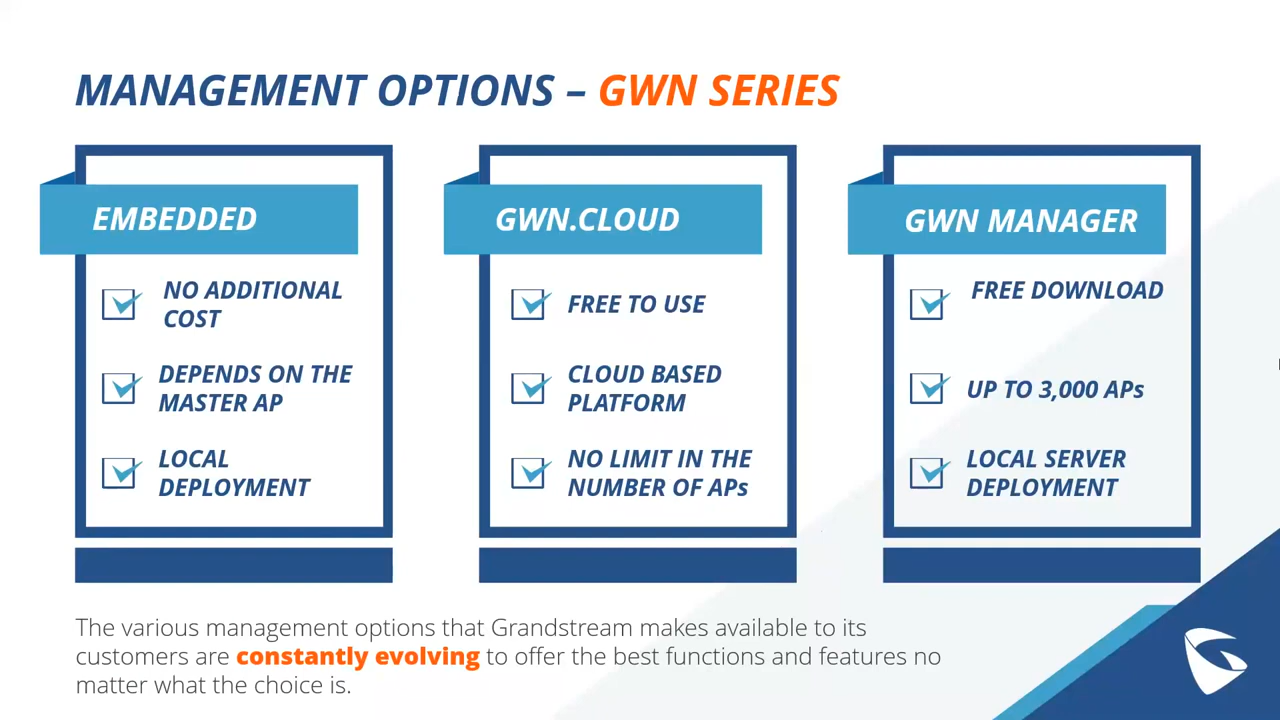 MANAGEMENT OPTIONS – GWN SERIES
EMBEDDED
NO ADDITIONAL
COST
DEPENDS ON THE
MASTER AP
LOCAL
DEPLOYMENT
GWN.CLOUD
FREE TO USE
CLOUD BASED
PLATFORM
NO LIMIT IN THE
NUMBER OF APs
GWN MANAGER
FREE DOWNLOAD
UP TO 3,000 APs
LOCAL SERVER
DEPLOYMENT
The various management options that Grandstream makes available to its
customers are constantly evolving to offer the best functions and features no
matter what the choice is.